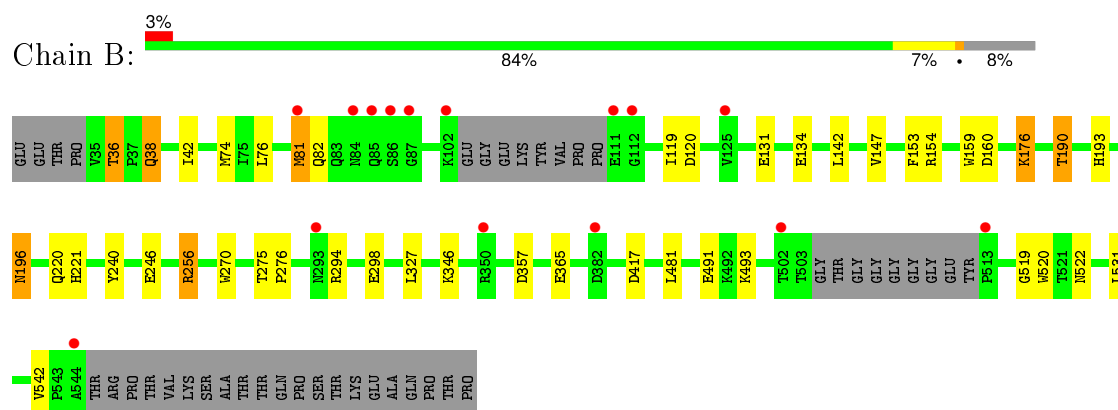 3%
Chain B:
84% 7% • 8%
GLU GLU THR PRO V35 T36 P37 Q38 I42 M74 I75 L76 M81 Q82 Q83 N84 Q85 S86 G87 K102 GLU GLY GLU LYS TYR VAL PRO PRO E111 G112 I119 D120 V125 E131 E134 L142 V147 F153 R154 W159 D160 K176 T190 H193
N196 Q220 H221 Y240 E246 R256 W270 T275 P276 N293 R294 E298 L327 K346 R350 D357 E365 D382 D417 L481 E491 K492 K493 T502 T503 GLY THR GLY GLY GLY GLY GLY GLU TYR P513 G519 W520 T521 N522 L531
V542 P543 A544 THR ARG PRO THR VAL LYS SER ALA THR THR GLN PRO SER THR LYS GLU ALA GLN PRO THR PRO